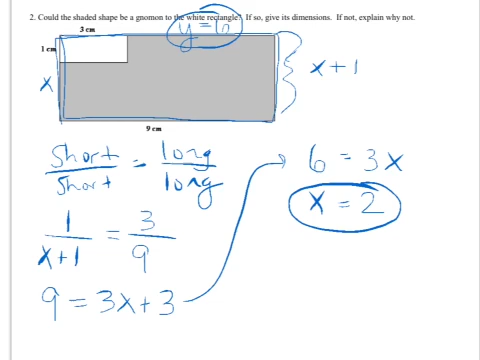 2. Could the shaded shape be a gnomon to the white rectangle? If so, give its dimensions. If not, explain why not.
3 cm
y = 6
1 cm
x
x + 1
9 cm
short/short = long/long
6 = 3x
x = 2
1/x+1 = 3/9
9 = 3x + 3